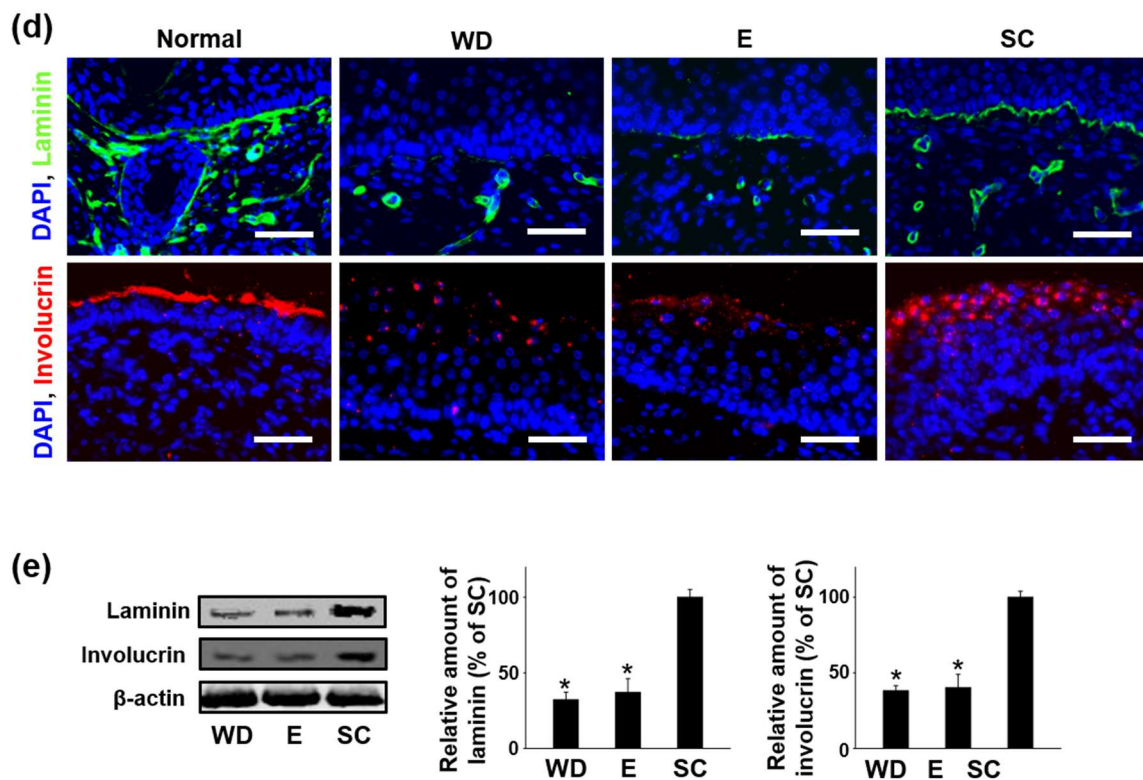 (d)
Normal WD E SC
DAPI, Laminin
DAPI, Involucrin
(e)
Laminin
Involucrin
β-actin
WD E SC
Relative amount of
laminin (% of SC)
100
50
0
* *
WD E SC
Relative amount of
involucrin (% of SC)
100
50
0
* *
WD E SC